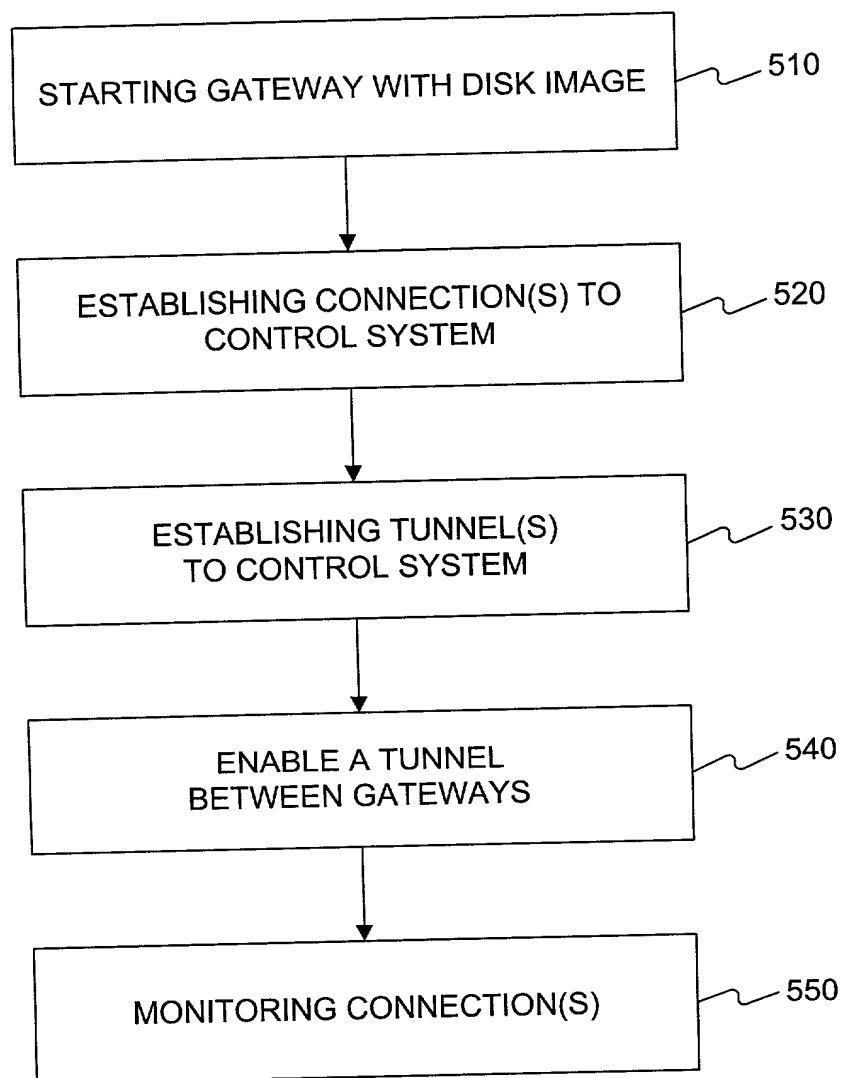 STARTING GATEWAY WITH DISK IMAGE
510
ESTABLISHING CONNECTION(S) TO
CONTROL SYSTEM
520
ESTABLISHING TUNNEL(S)
TO CONTROL SYSTEM
530
ENABLE A TUNNEL
BETWEEN GATEWAYS
540
MONITORING CONNECTION(S)
550